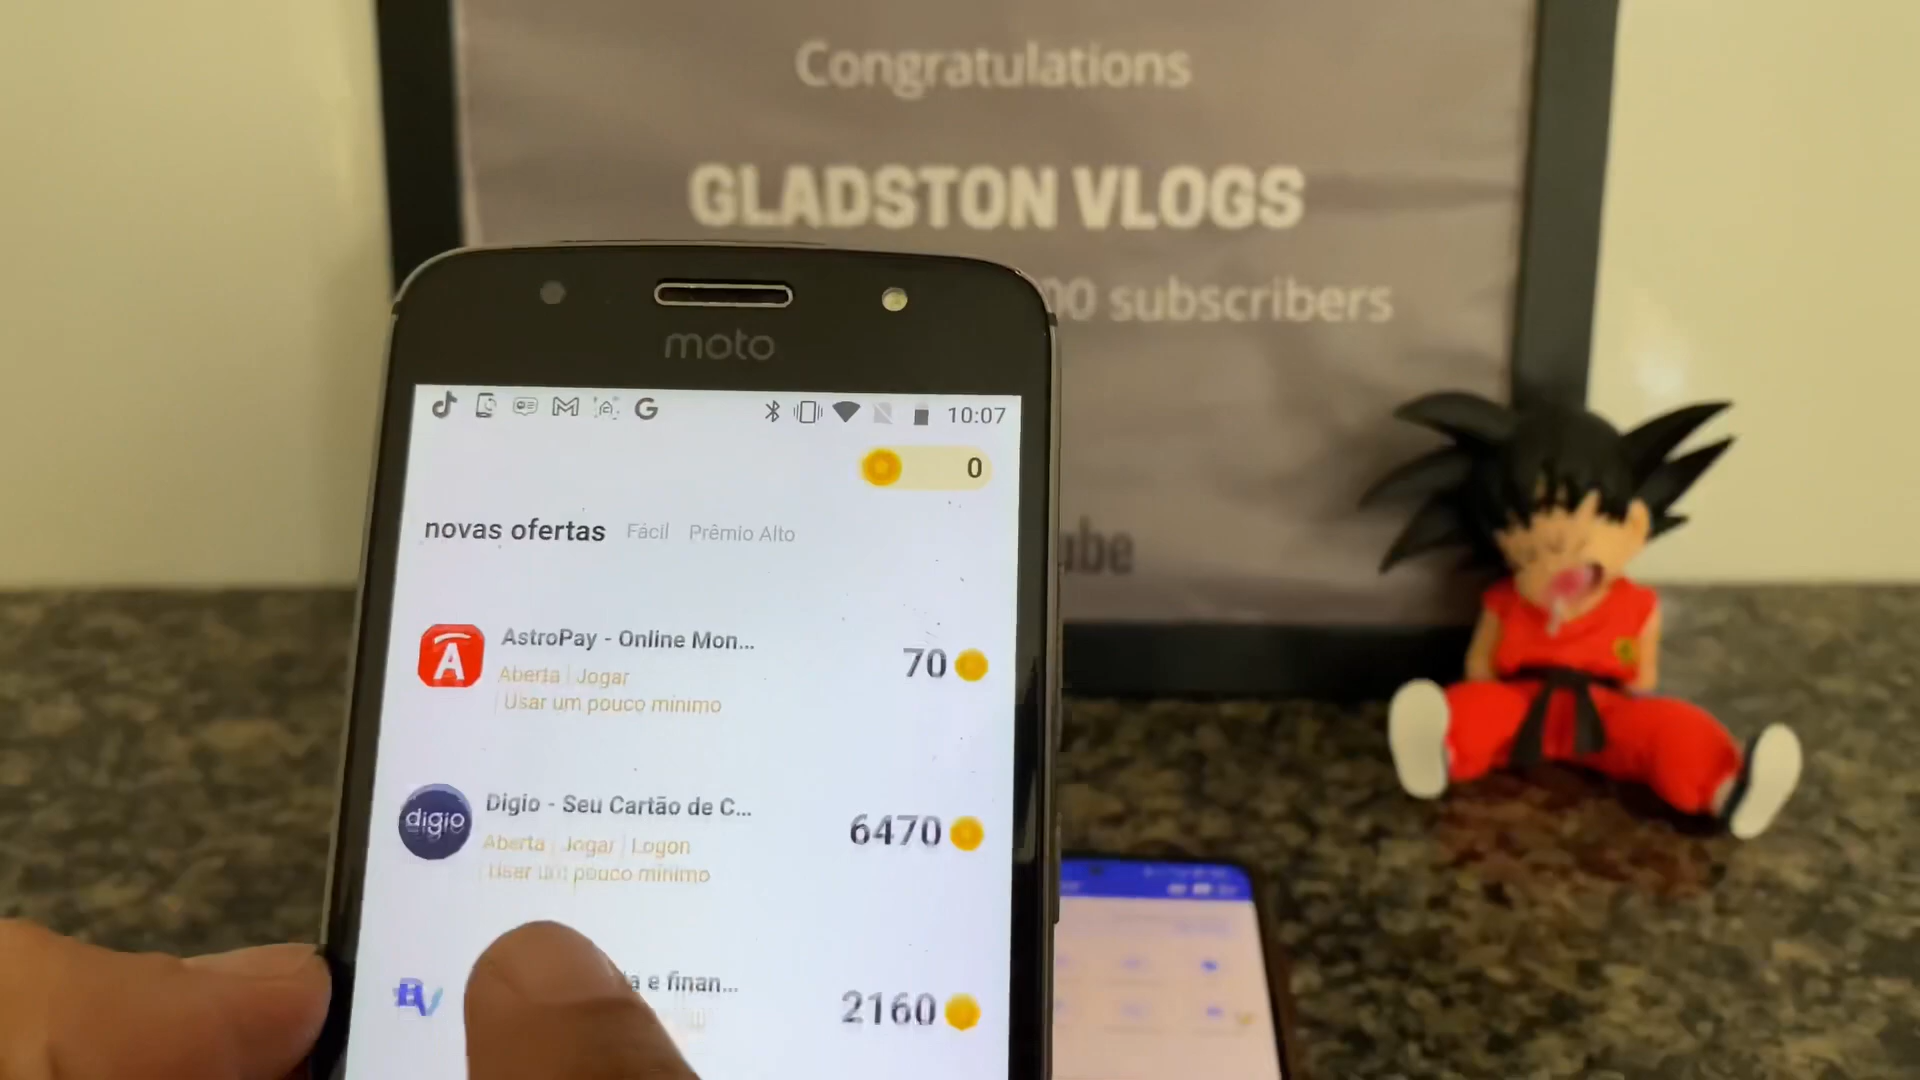 Congratulations
GLADSTON VLOGS
00 subscribers
ube
moto
10:07
0
novas ofertas Fácil Prêmio Alto
AstroPay - Online Mon...
Aberta | Jogar
| Usar um pouco mínimo
70
digio
Digio - Seu Cartão de C...
Aberta | Jogar | Logon
Usar um pouco mínimo
6470
BV
a e finan...
2160